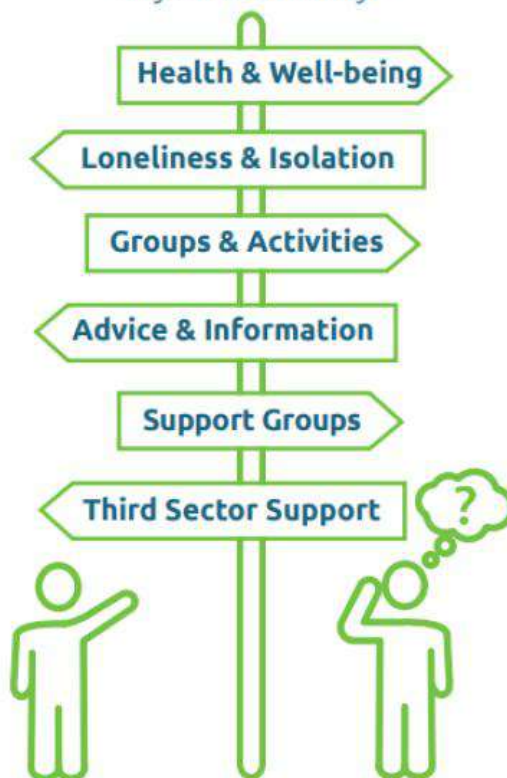 Health & Well-being
Loneliness & Isolation
Groups & Activities
Advice & Information
Support Groups
Third Sector Support
?